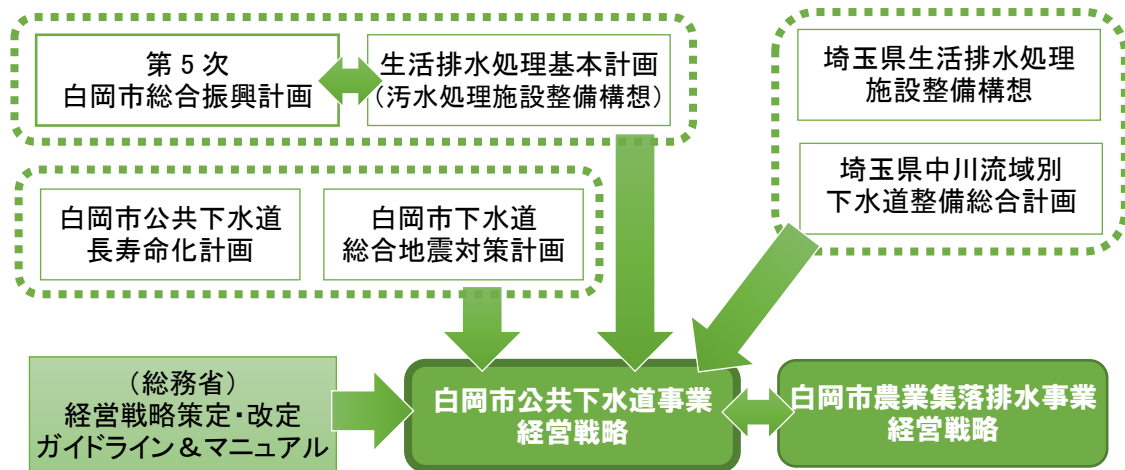 第5次
白岡市総合振興計画
生活排水処理基本計画
（汚水処理施設整備構想）
埼玉県生活排水処理
施設整備構想
埼玉県中川流域別
下水道整備総合計画
白岡市公共下水道
長寿命化計画
白岡市下水道
総合地震対策計画
（総務省）
経営戦略策定・改定
ガイドライン＆マニュアル
白岡市公共下水道事業
経営戦略
白岡市農業集落排水事業
経営戦略